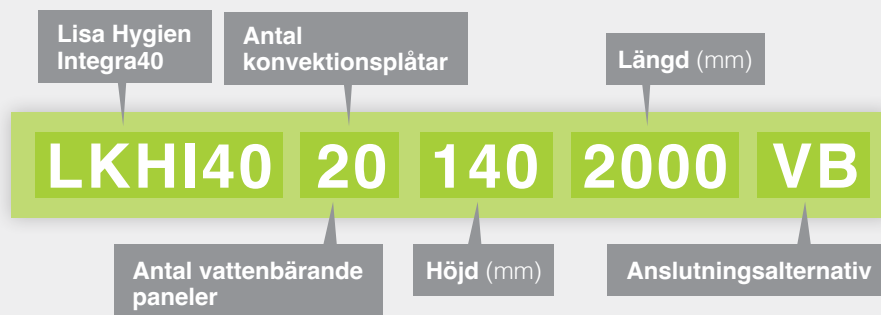 Lisa Hygien
Integra40
Antal
konvektionsplåtar
Längd (mm)
LKHI40 20 140 2000 VB
Antal vattenbärande
paneler
Höjd (mm)
Anslutningsalternativ